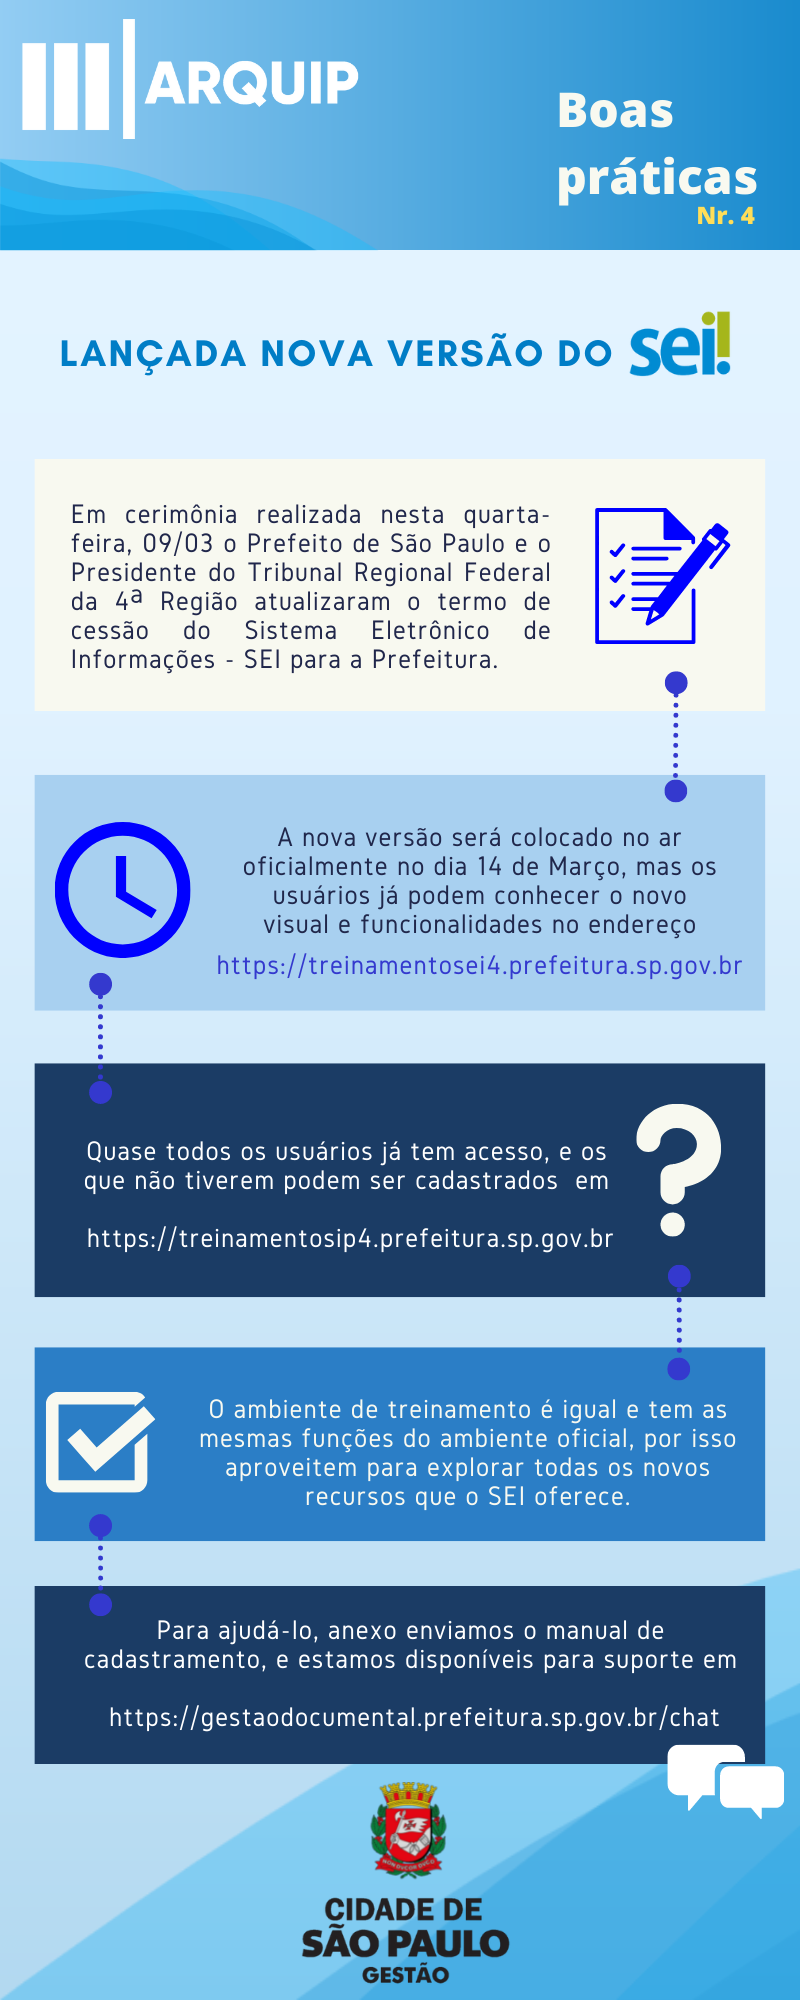 ARQUIP
Boas
práticas
Nr. 4
LANÇADA NOVA VERSÃO DO sei!
Em cerimônia realizada nesta quarta-
feira, 09/03 o Prefeito de São Paulo e o
Presidente do Tribunal Regional Federal
da 4ª Região atualizaram o termo de
cessão do Sistema Eletrônico de
Informações - SEI para a Prefeitura.
A nova versão será colocado no ar
oficialmente no dia 14 de Março, mas os
usuários já podem conhecer o novo
visual e funcionalidades no endereço
https://treinamentosei4.prefeitura.sp.gov.br
Quase todos os usuários já tem acesso, e os
que não tiverem podem ser cadastrados em
https://treinamentosip4.prefeitura.sp.gov.br
O ambiente de treinamento é igual e tem as
mesmas funções do ambiente oficial, por isso
aproveitem para explorar todas os novos
recursos que o SEI oferece.
Para ajudá-lo, anexo enviamos o manual de
cadastramento, e estamos disponíveis para suporte em
https://gestaodocumental.prefeitura.sp.gov.br/chat
CIDADE DE
SÃO PAULO
GESTÃO